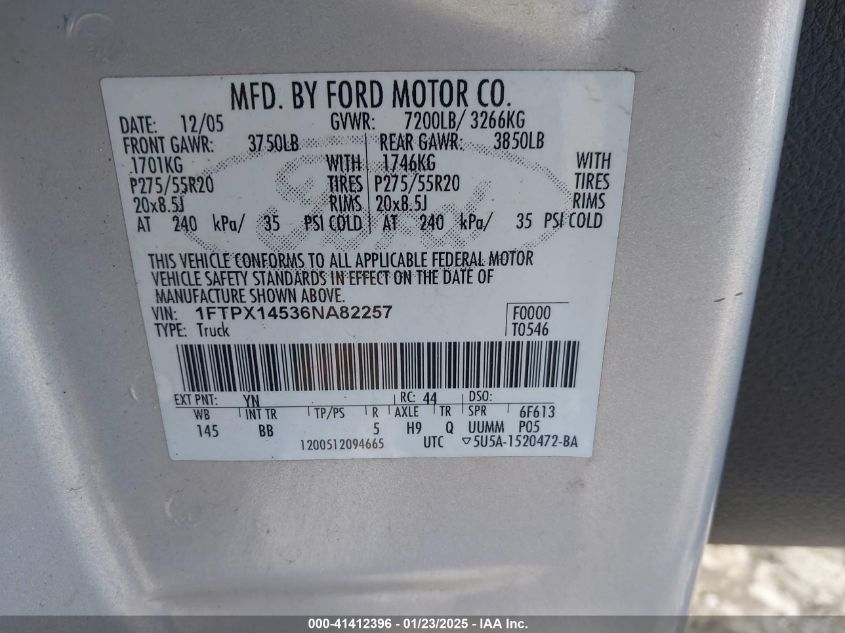 MFD. BY FORD MOTOR CO.
DATE: 12/05 GVWR: 7200LB/ 3266KG
FRONT GAWR: 3750LB REAR GAWR: 3850LB
1701KG WITH 1746KG WITH
P275/55R20 TIRES P275/55R20 TIRES
20x8.5J RIMS 20x8.5J RIMS
AT 240 kPa/ 35 PSI COLD AT 240 kPa/ 35 PSI COLD
Ford
THIS VEHICLE CONFORMS TO ALL APPLICABLE FEDERAL MOTOR
VEHICLE SAFETY STANDARDS IN EFFECT ON THE DATE OF
MANUFACTURE SHOWN ABOVE.
VIN: 1FTPX14536NA82257 F0000
TYPE: Truck T0546
EXT PNT: YN RC: 44 DSO:
WB INT TR TP/PS R AXLE TR SPR 6F613
145 BB 5 H9 Q UUMM P05
1200512094665 UTC ▽5U5A-1520472-BA
000-41412396 - 01/23/2025 - IAA Inc.